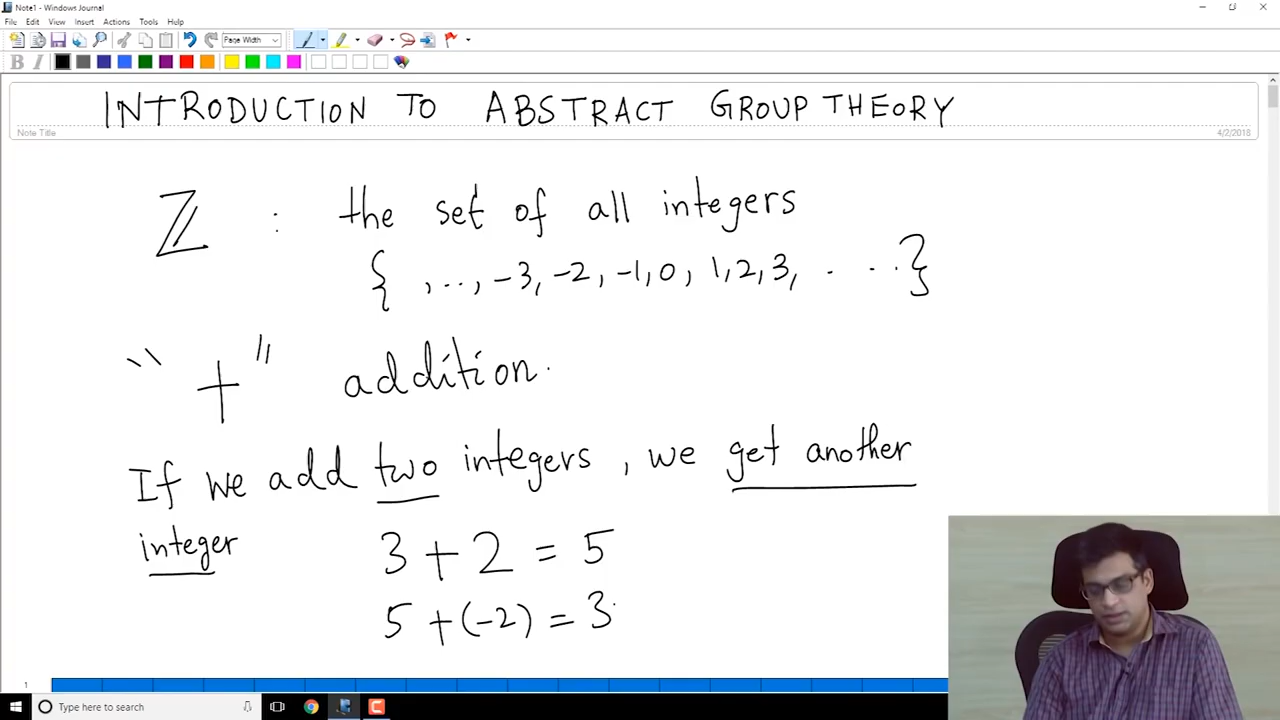 Note1 - Windows Journal
File Edit View Insert Actions Tools Help
Page Width
B I
INTRODUCTION TO ABSTRACT GROUP THEORY
Note Title
4/2/2018
ℤ : the set of all integers
{ , .., -3, -2, -1, 0, 1, 2, 3, . . . . }
“ + ” addition.
If we add two integers, we get another
integer 3 + 2 = 5
5 + (-2) = 3
1
Type here to search